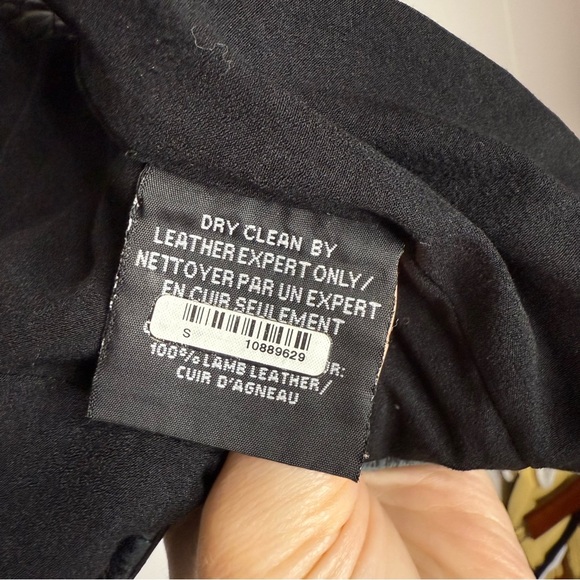 DRY CLEAN BY
LEATHER EXPERT ONLY/
NETTOYER PAR UN EXPERT
EN CUIR SEULEMENT
S 10889629
100% LAMB LEATHER/
CUIR D'AGNEAU